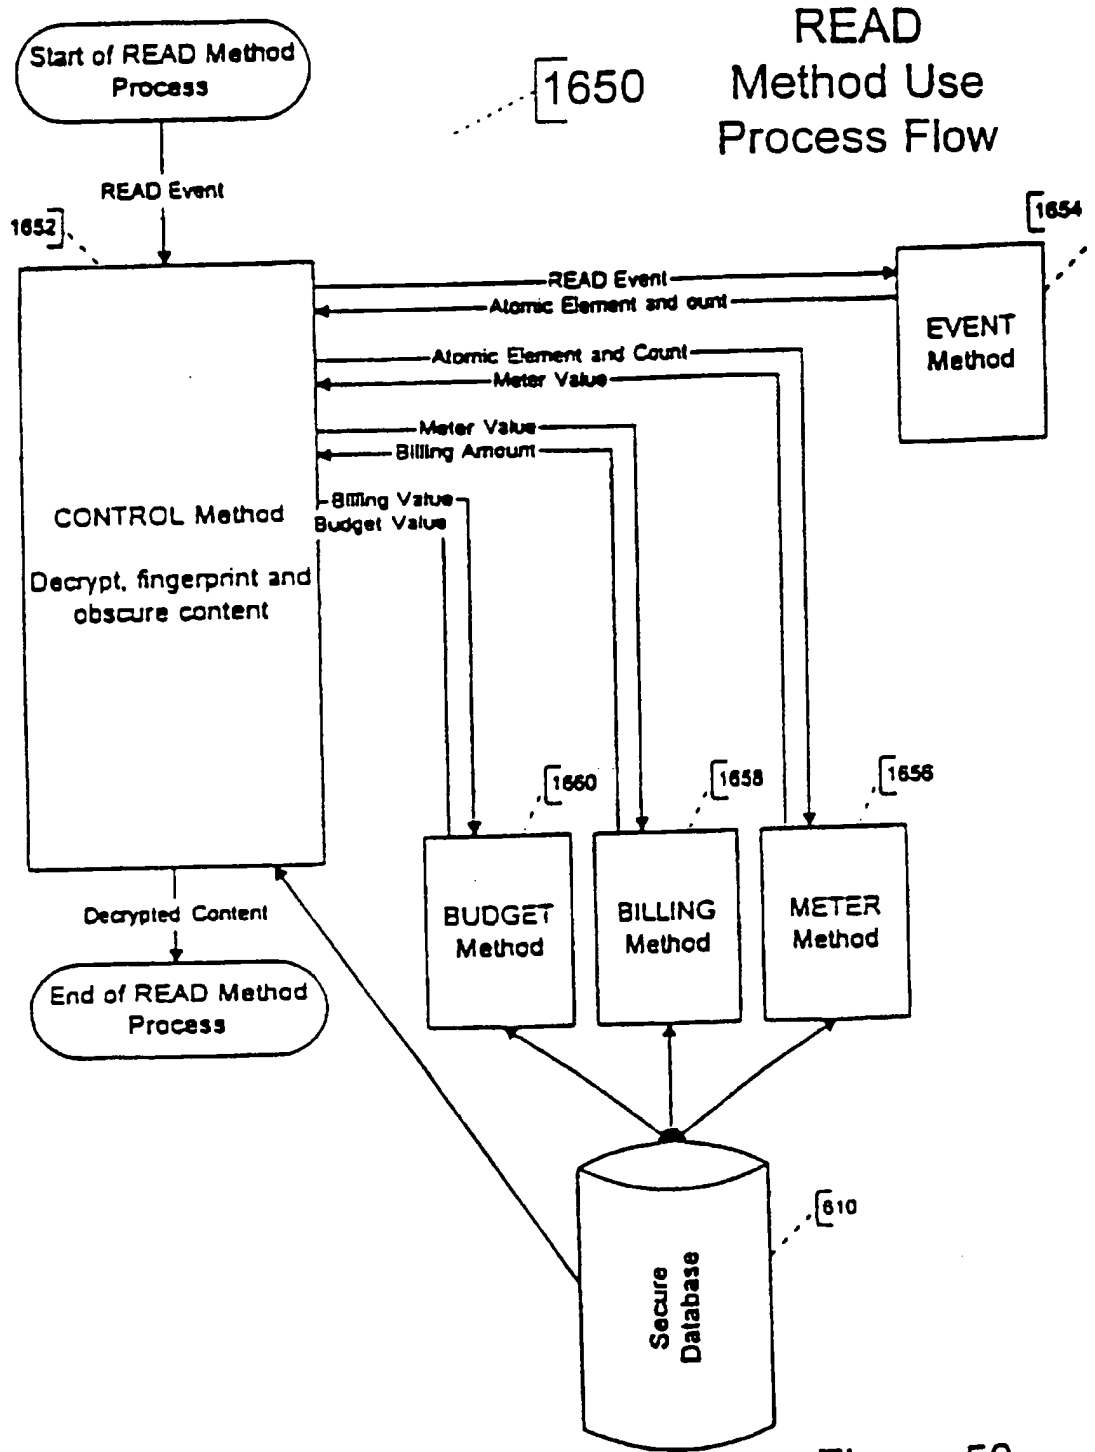 READ
Method Use
Process Flow
1650
Start of READ Method
Process
READ Event
1652
1654
READ Event
Atomic Element and ount
EVENT
Method
Atomic Element and Count
Meter Value
Meter Value
Billing Amount
Billing Value
Budget Value
CONTROL Method
Decrypt, fingerprint and
obscure content
1660
1658
1656
BUDGET
Method
BILLING
Method
METER
Method
Decrypted Content
End of READ Method
Process
610
Secure
Database